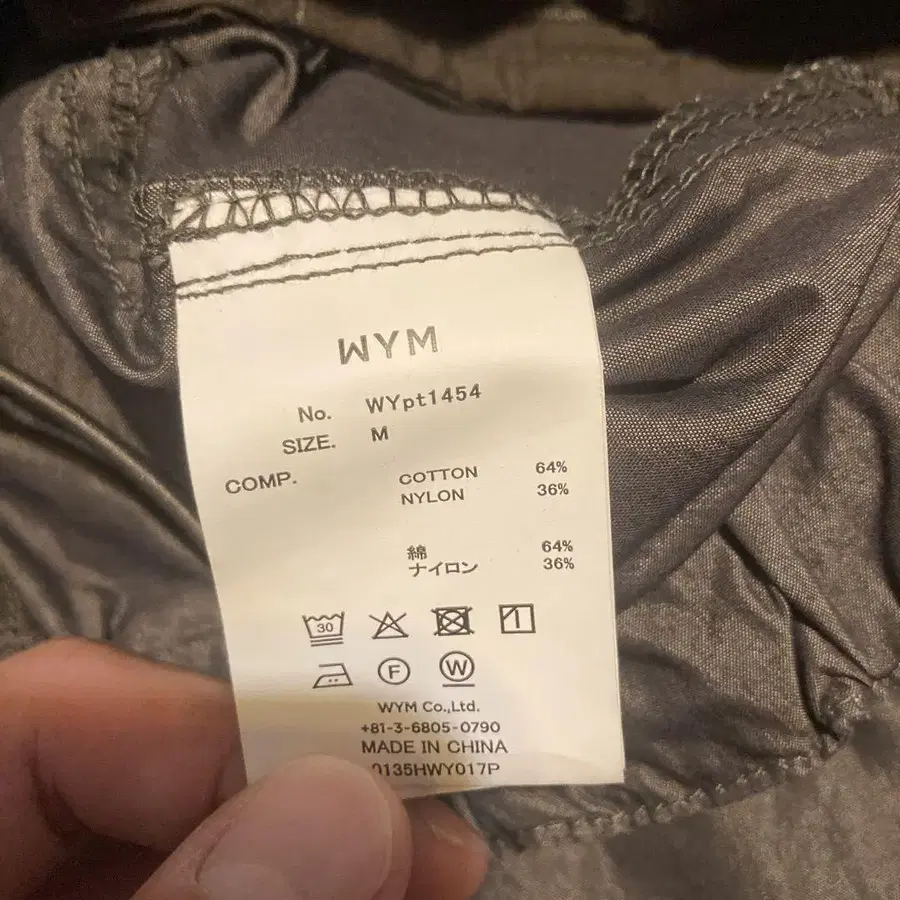 WYM
No. WYpt1454
SIZE. M
COMP. COTTON 64%
NYLON 36%
綿 64%
ナイロン 36%
30
F W
WYM Co.,Ltd.
+81-3-6805-0790
MADE IN CHINA
0135HWY017P